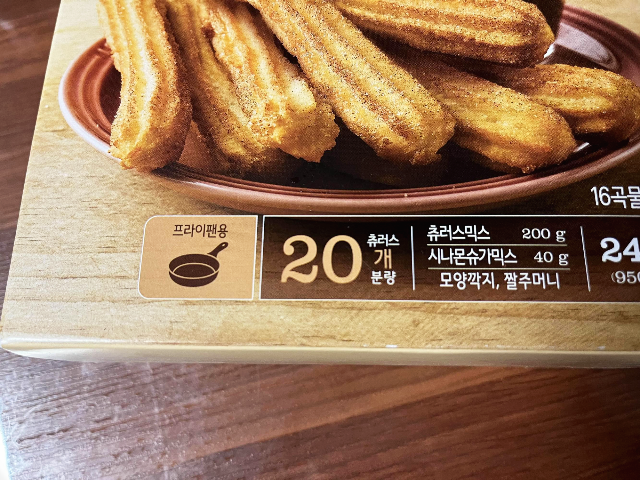 16곡물
프라이팬용
20
츄러스
개
분량
츄러스믹스 200 g
시나몬슈가믹스 40 g
모양깍지, 짤주머니
24
(950